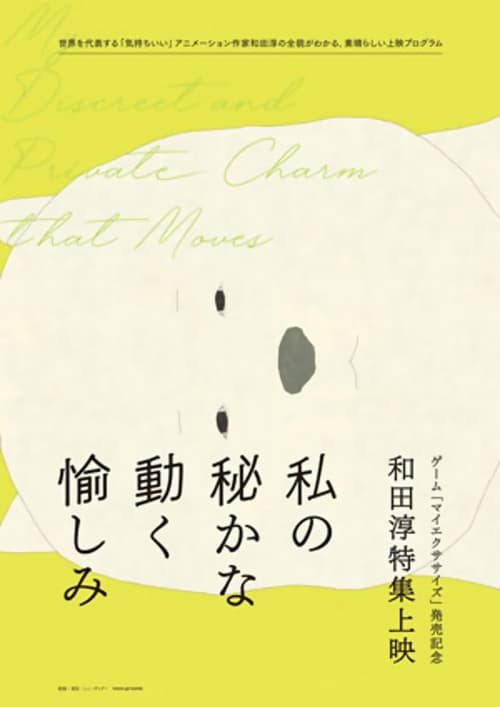 世界を代表する「気持ちいい」アニメーション作家和田淳の全貌がわかる、素晴らしい上映プログラム
My
Discreet and
Private Charm
that Moves
ゲーム「マイエクササイズ」発売記念
和田淳特集上映
私の
秘かな
動く
愉しみ